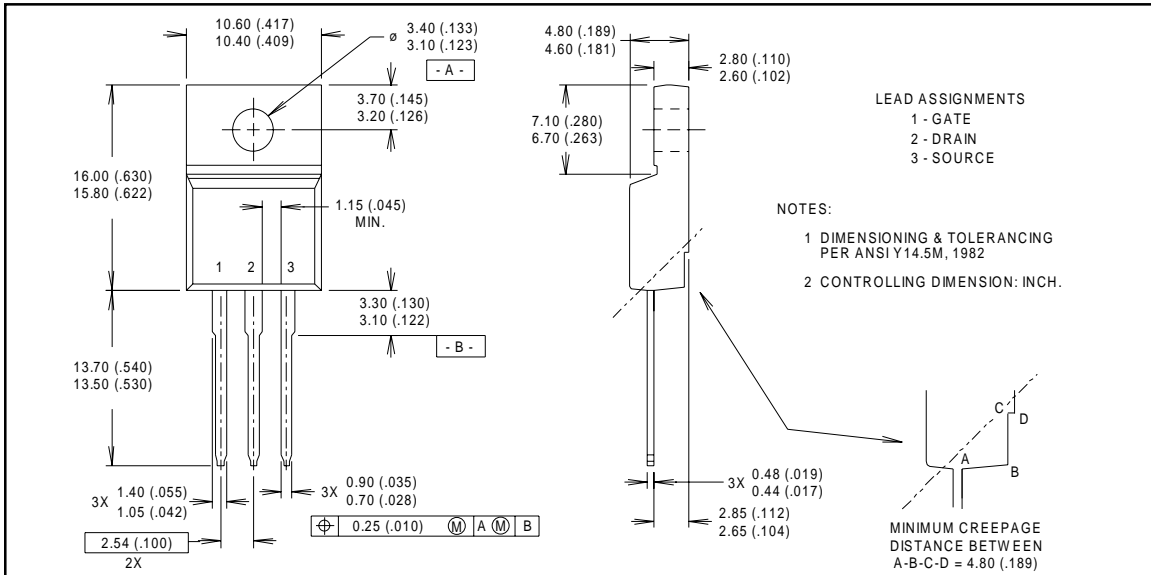 10.60 (.417)
10.40 (.409)
ø 3.40 (.133)
3.10 (.123)
- A -
3.70 (.145)
3.20 (.126)
16.00 (.630)
15.80 (.622)
1.15 (.045)
MIN.
1 2 3
3.30 (.130)
3.10 (.122)
- B -
13.70 (.540)
13.50 (.530)
3X 1.40 (.055)
1.05 (.042)
3X 0.90 (.035)
0.70 (.028)
0.25 (.010) Ⓜ A Ⓜ B
2.54 (.100)
2X
4.80 (.189)
4.60 (.181)
2.80 (.110)
2.60 (.102)
7.10 (.280)
6.70 (.263)
3X 0.48 (.019)
0.44 (.017)
2.85 (.112)
2.65 (.104)
LEAD ASSIGNMENTS
1 - GATE
2 - DRAIN
3 - SOURCE
NOTES:
1 DIMENSIONING & TOLERANCING
PER ANSI Y14.5M, 1982
2 CONTROLLING DIMENSION: INCH.
C
D
A
B
MINIMUM CREEPAGE
DISTANCE BETWEEN
A-B-C-D = 4.80 (.189)